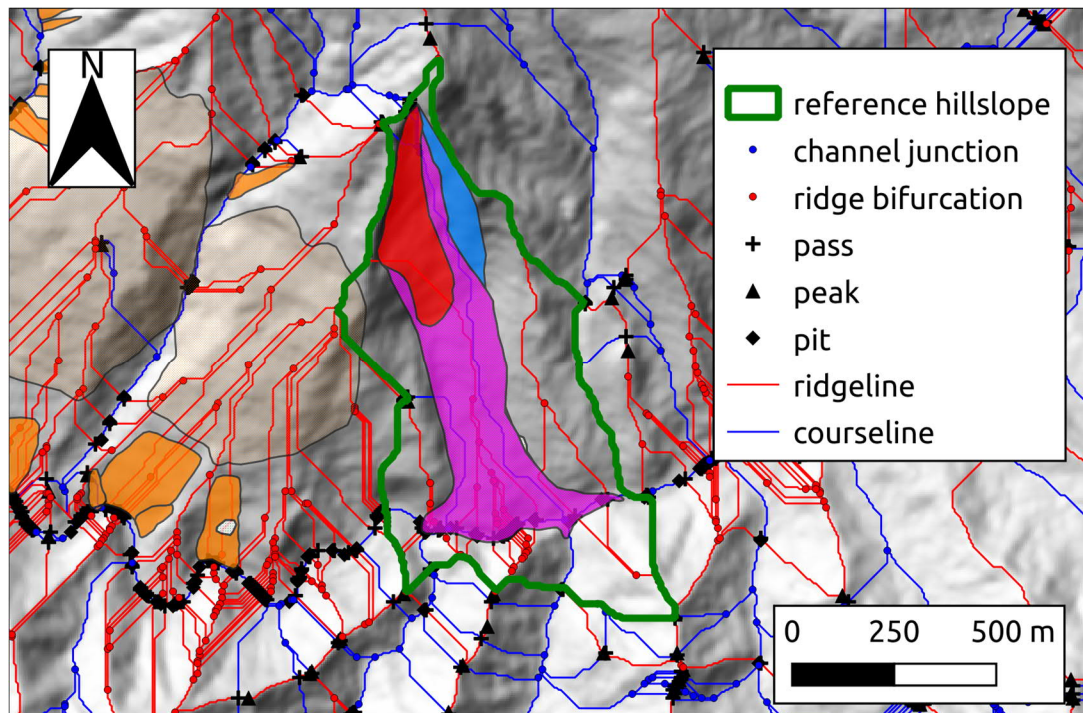 N
reference hillslope
channel junction
ridge bifurcation
pass
peak
pit
ridgeline
courseline
0 250 500 m